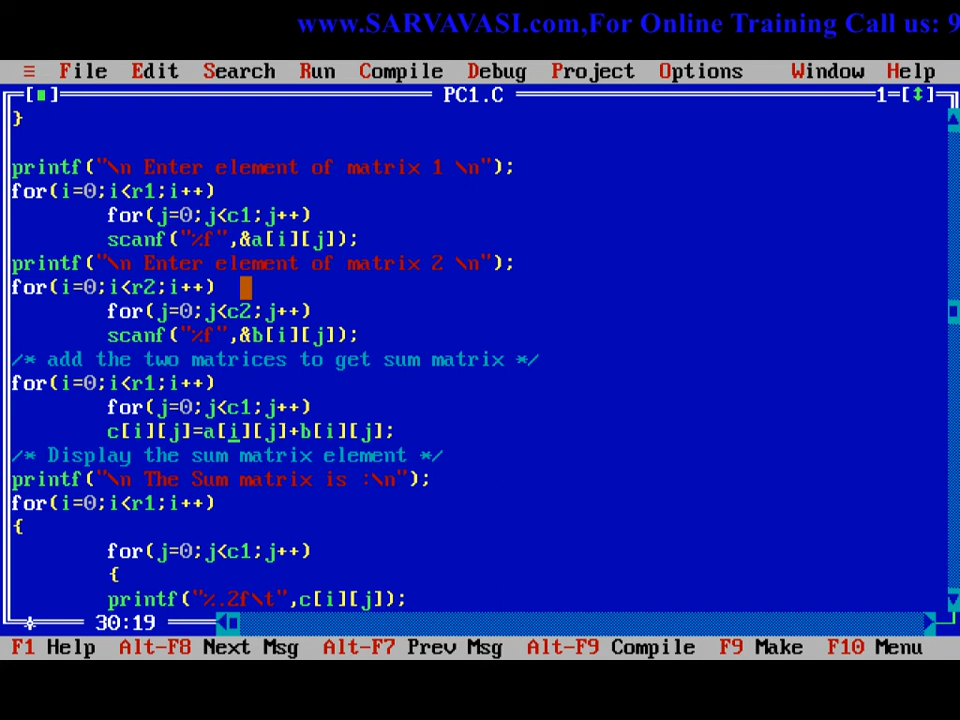 www.SARVAVASI.com,For Online Training Call us: 9
≡ File Edit Search Run Compile Debug Project Options Window Help
[■] PC1.C 1=[↕]
}
printf("\n Enter element of matrix 1 \n");
for(i=0;i<r1;i++)
for(j=0;j<c1;j++)
scanf("%f",&a[i][j]);
printf("\n Enter element of matrix 2 \n");
for(i=0;i<r2;i++)
for(j=0;j<c2;j++)
scanf("%f",&b[i][j]);
/* add the two matrices to get sum matrix */
for(i=0;i<r1;i++)
for(j=0;j<c1;j++)
c[i][j]=a[i][j]+b[i][j];
/* Display the sum matrix element */
printf("\n The Sum matrix is :\n");
for(i=0;i<r1;i++)
{
for(j=0;j<c1;j++)
{
printf("%.2f\t",c[i][j]);
30:19
F1 Help Alt-F8 Next Msg Alt-F7 Prev Msg Alt-F9 Compile F9 Make F10 Menu